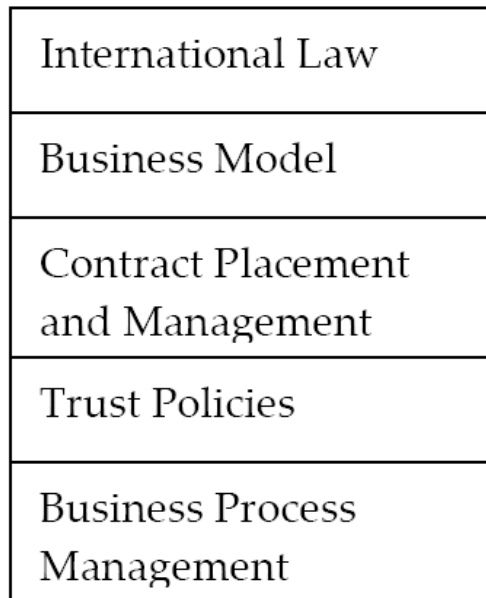 International Law
Business Model
Contract Placement
and Management
Trust Policies
Business Process
Management